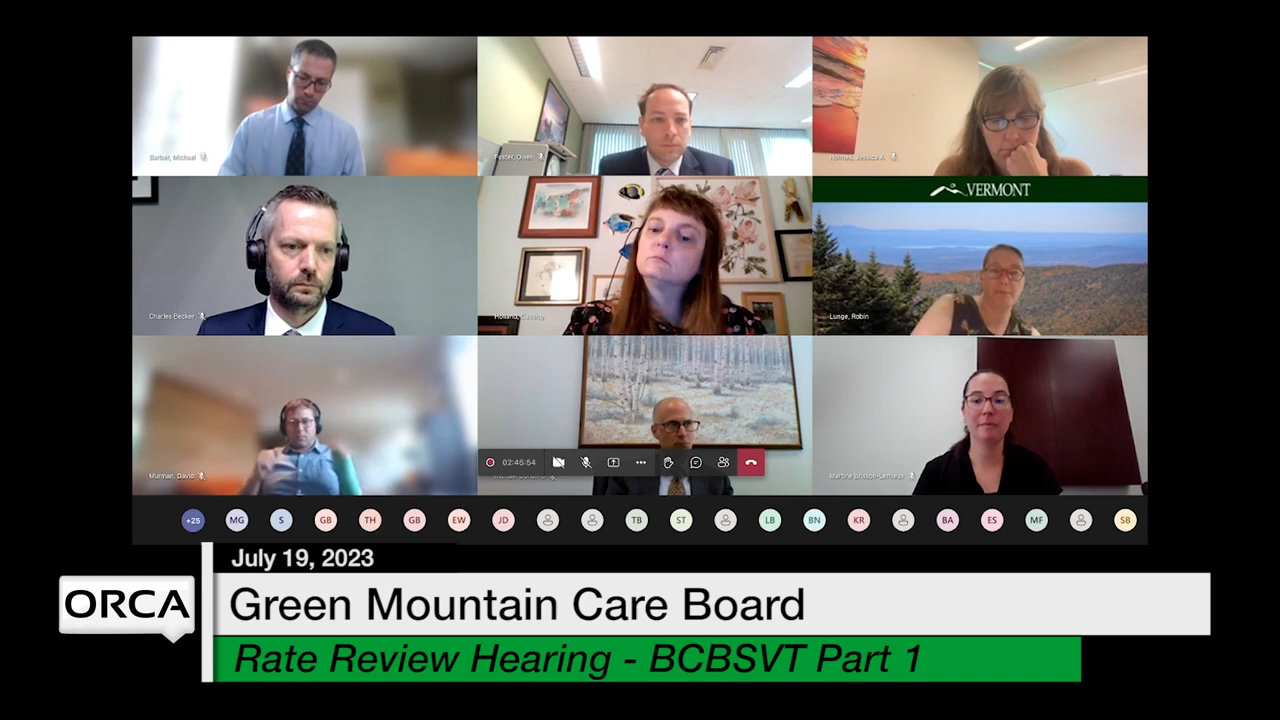 Barber, Michael
Foster, Owen
Holmes, Jessica A
VERMONT
Charles Becker
Holland, Cassidy
Lunge, Robin
Murman, David
02:45:54
Martine Brisson-Lemieux
+25 MG S GB TH GB EW JD TB ST LB BN KR BA ES MF SB
July 19, 2023
ORCA
Green Mountain Care Board
Rate Review Hearing - BCBSVT Part 1